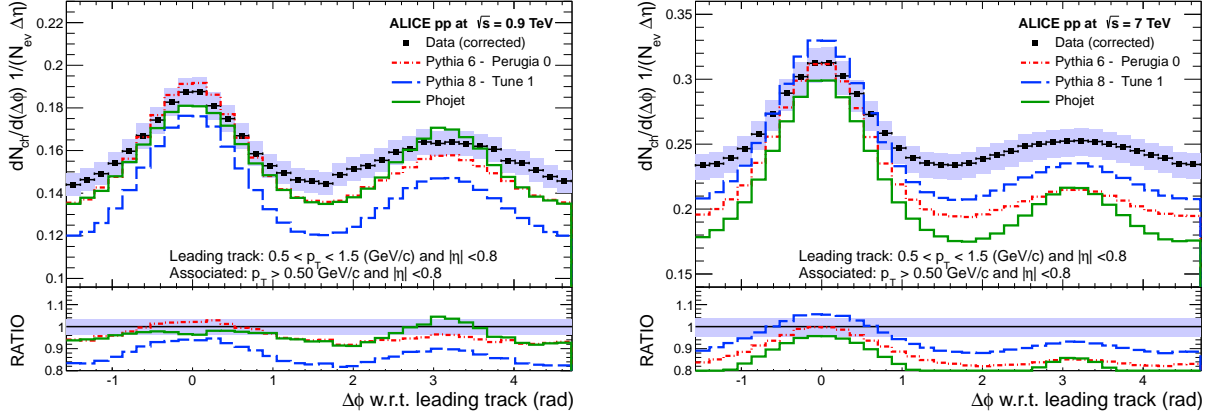 ALICE pp at √s = 0.9 TeV
Data (corrected)
Pythia 6 - Perugia 0
Pythia 8 - Tune 1
Phojet
dN_ch/d(Δϕ) 1/(N_ev Δη)
0.22
0.2
0.18
0.16
0.14
0.12
0.1
Leading track: 0.5 < p_T < 1.5 (GeV/c) and |η| <0.8
Associated: p_T > 0.50 GeV/c and |η| <0.8
RATIO
1.1
1
0.9
0.8
-1 0 1 2 3 4
Δϕ w.r.t. leading track (rad)
ALICE pp at √s = 7 TeV
Data (corrected)
Pythia 6 - Perugia 0
Pythia 8 - Tune 1
Phojet
dN_ch/d(Δϕ) 1/(N_ev Δη)
0.35
0.3
0.25
0.2
0.15
Leading track: 0.5 < p_T < 1.5 (GeV/c) and |η| <0.8
Associated: p_T > 0.50 GeV/c and |η| <0.8
RATIO
1.1
1
0.9
0.8
-1 0 1 2 3 4
Δϕ w.r.t. leading track (rad)